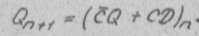 Qₙ₊₁ = (C̄Q + CD)ₙ.